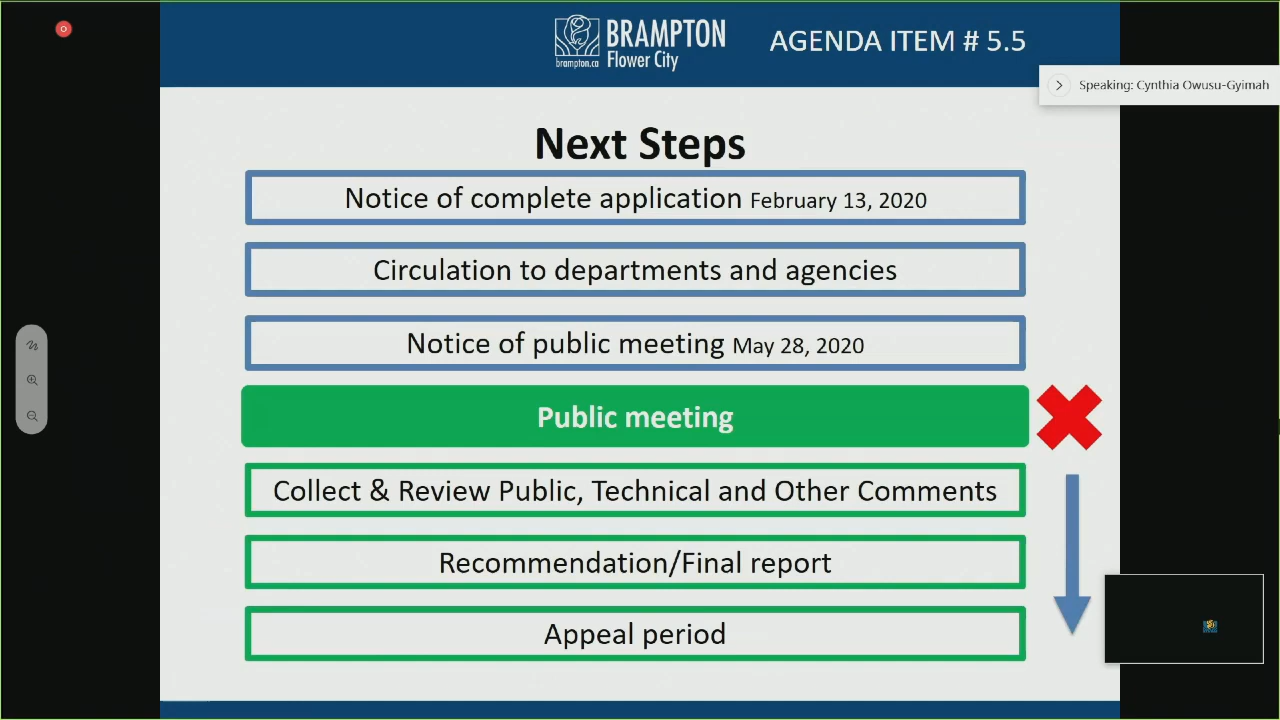 BRAMPTON
brampton.ca Flower City
AGENDA ITEM # 5.5
Speaking: Cynthia Owusu-Gyimah
Next Steps
Notice of complete application February 13, 2020
Circulation to departments and agencies
Notice of public meeting May 28, 2020
Public meeting
Collect & Review Public, Technical and Other Comments
Recommendation/Final report
Appeal period